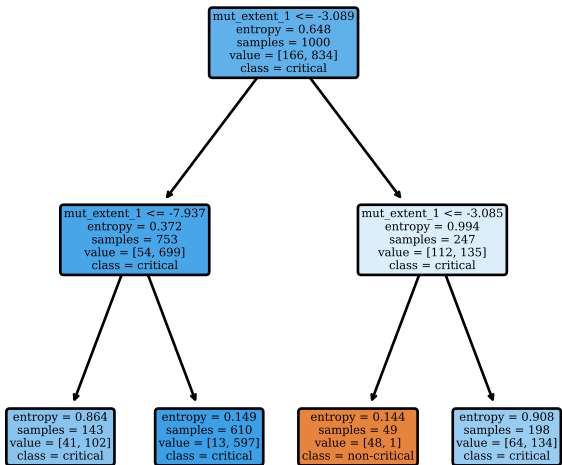 mut_extent_1 <= -3.089
entropy = 0.648
samples = 1000
value = [166, 834]
class = critical
mut_extent_1 <= -7.937
entropy = 0.372
samples = 753
value = [54, 699]
class = critical
mut_extent_1 <= -3.085
entropy = 0.994
samples = 247
value = [112, 135]
class = critical
entropy = 0.864
samples = 143
value = [41, 102]
class = critical
entropy = 0.149
samples = 610
value = [13, 597]
class = critical
entropy = 0.144
samples = 49
value = [48, 1]
class = non-critical
entropy = 0.908
samples = 198
value = [64, 134]
class = critical